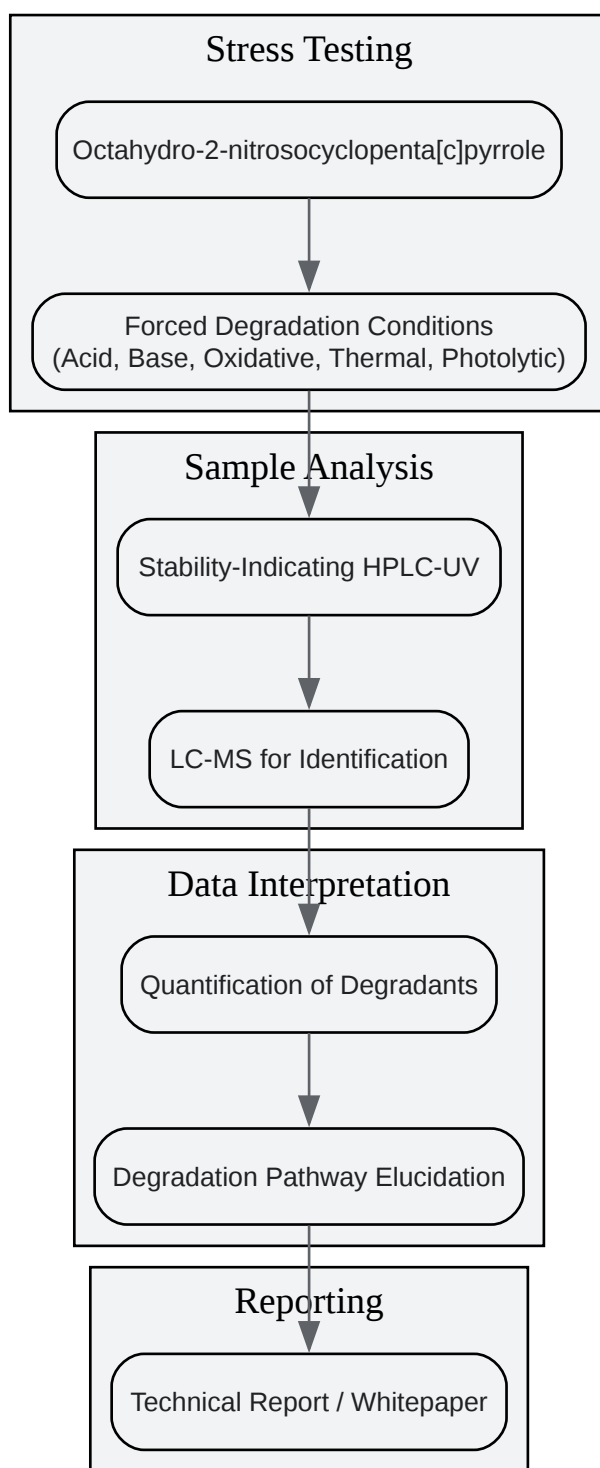 Stress Testing
Octahydro-2-nitrosocyclopenta[c]pyrrole
Forced Degradation Conditions
(Acid, Base, Oxidative, Thermal, Photolytic)
Sample Analysis
Stability-Indicating HPLC-UV
LC-MS for Identification
Data Interpretation
Quantification of Degradants
Degradation Pathway Elucidation
Reporting
Technical Report / Whitepaper